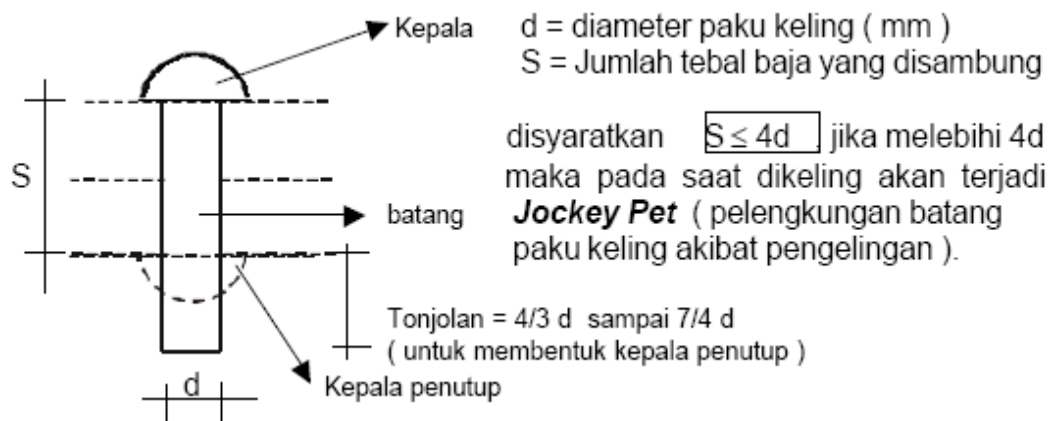 Kepala
d = diameter paku keling ( mm )
S = Jumlah tebal baja yang disambung
disyaratkan S ≤ 4d . jika melebihi 4d
maka pada saat dikeling akan terjadi
Jockey Pet ( pelengkungan batang
paku keling akibat pengelingan ).
S
batang
Tonjolan = 4/3 d sampai 7/4 d
( untuk membentuk kepala penutup )
Kepala penutup
d